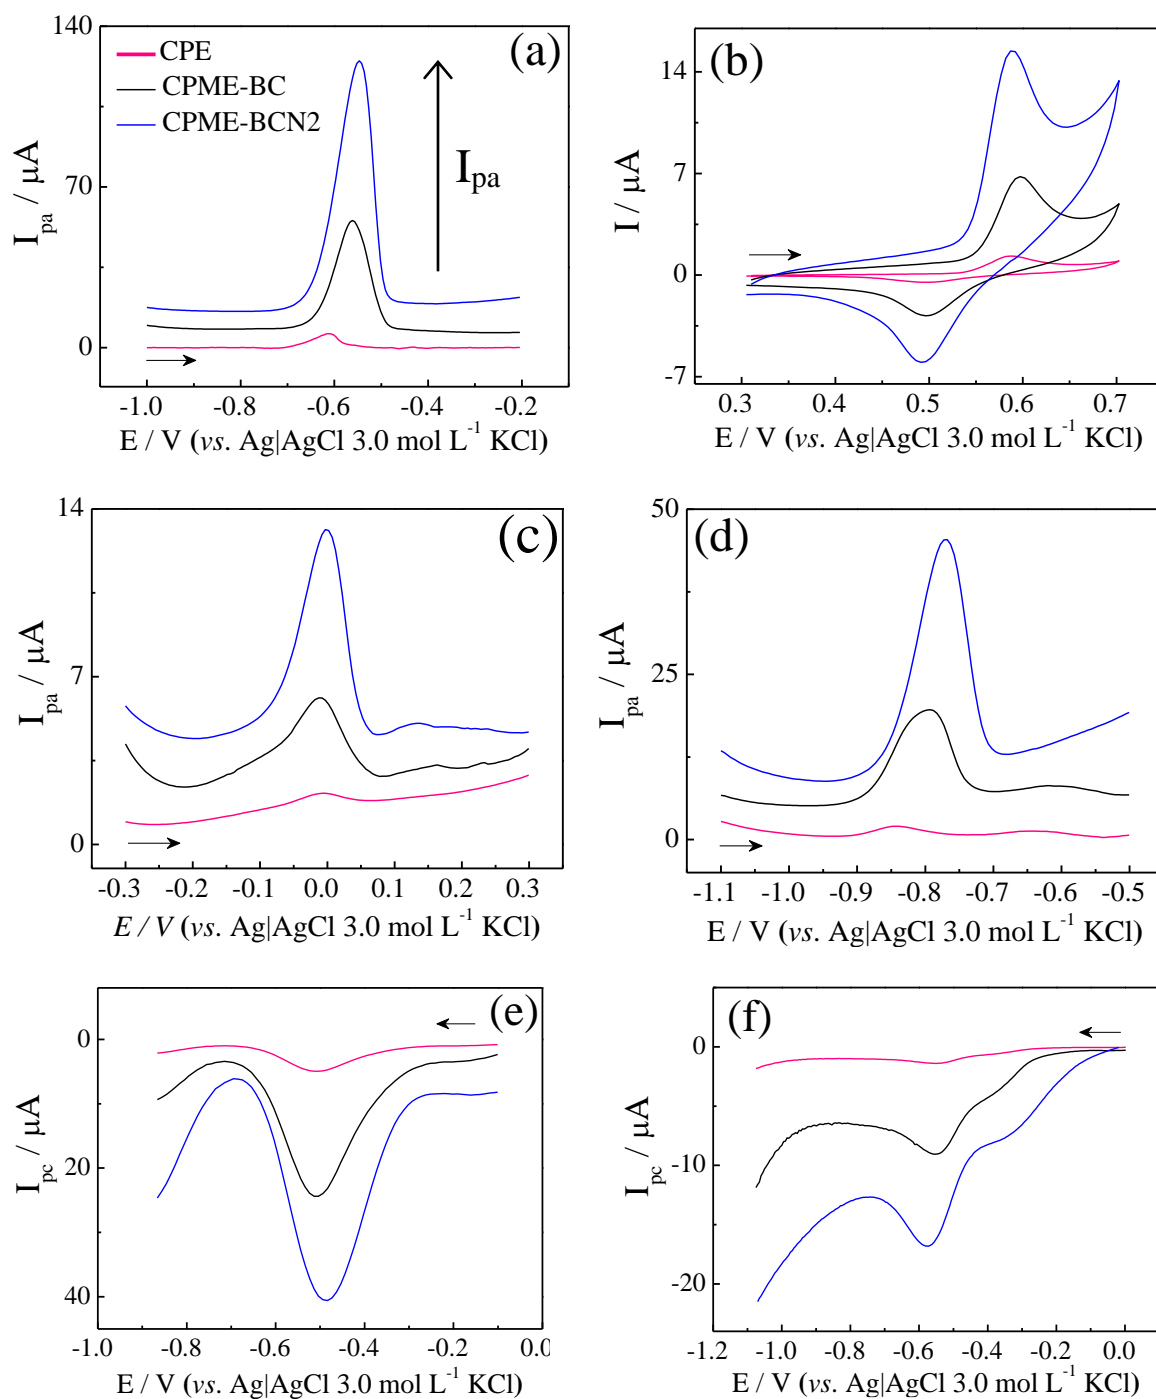 140
(a)
CPE
CPME-BC
CPME-BCN2
I_pa / μA
70
I_pa
0
-1.0 -0.8 -0.6 -0.4 -0.2
E / V (vs. Ag|AgCl 3.0 mol L^-1 KCl)
(b)
14
I / μA
7
0
-7
0.3 0.4 0.5 0.6 0.7
E / V (vs. Ag|AgCl 3.0 mol L^-1 KCl)
14
(c)
I_pa / μA
7
0
-0.3 -0.2 -0.1 0.0 0.1 0.2 0.3
E / V (vs. Ag|AgCl 3.0 mol L^-1 KCl)
50
(d)
I_pa / μA
25
0
-1.1 -1.0 -0.9 -0.8 -0.7 -0.6 -0.5
E / V (vs. Ag|AgCl 3.0 mol L^-1 KCl)
(e)
0
I_pc / μA
20
40
-1.0 -0.8 -0.6 -0.4 -0.2 0.0
E / V (vs. Ag|AgCl 3.0 mol L^-1 KCl)
(f)
0
I_pc / μA
-10
-20
-1.2 -1.0 -0.8 -0.6 -0.4 -0.2 0.0
E / V (vs. Ag|AgCl 3.0 mol L^-1 KCl)